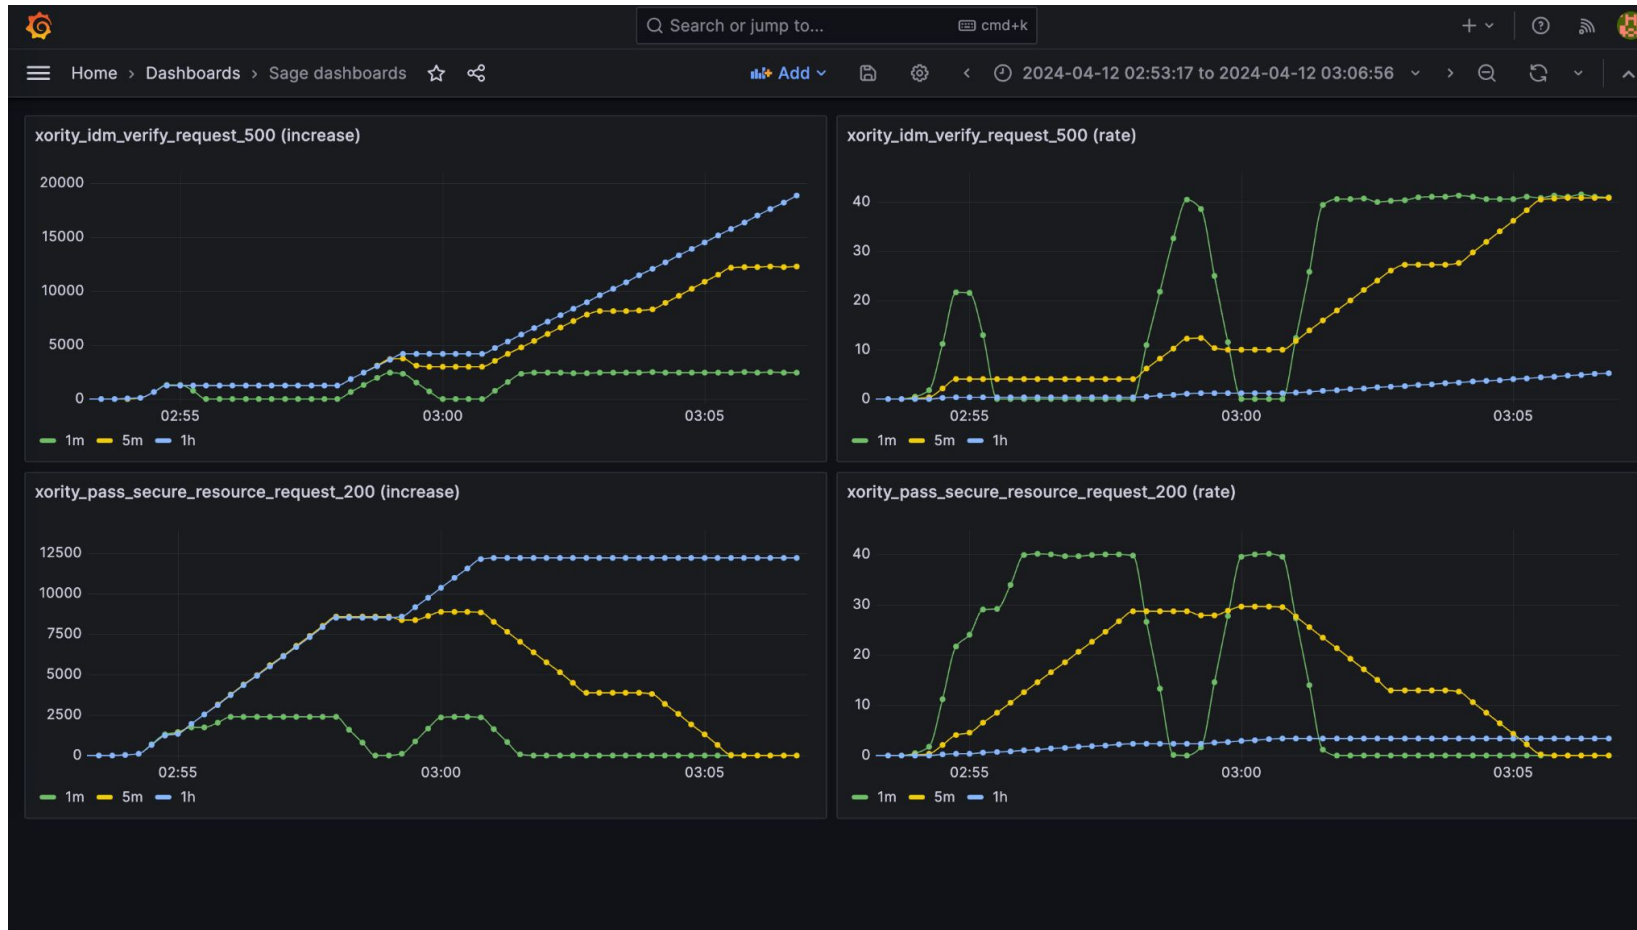 Search or jump to... cmd+k
Home > Dashboards > Sage dashboards Add 2024-04-12 02:53:17 to 2024-04-12 03:06:56
xority_idm_verify_request_500 (increase)
20000
15000
10000
5000
0
02:55 03:00 03:05
1m 5m 1h
xority_idm_verify_request_500 (rate)
40
30
20
10
0
02:55 03:00 03:05
1m 5m 1h
xority_pass_secure_resource_request_200 (increase)
12500
10000
7500
5000
2500
0
02:55 03:00 03:05
1m 5m 1h
xority_pass_secure_resource_request_200 (rate)
40
30
20
10
0
02:55 03:00 03:05
1m 5m 1h